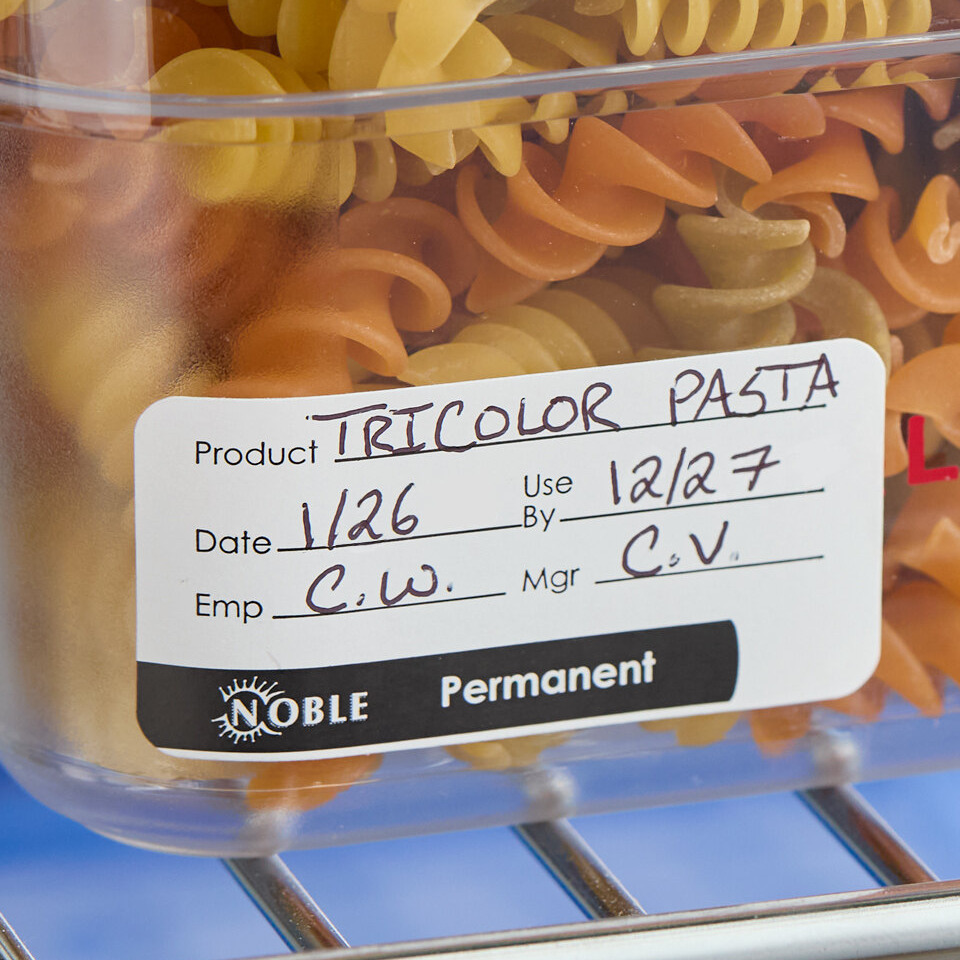 Product TRICOLOR PASTA
Date 1/26 Use By 12/27
Emp C.W. Mgr C.V.
NOBLE Permanent
L